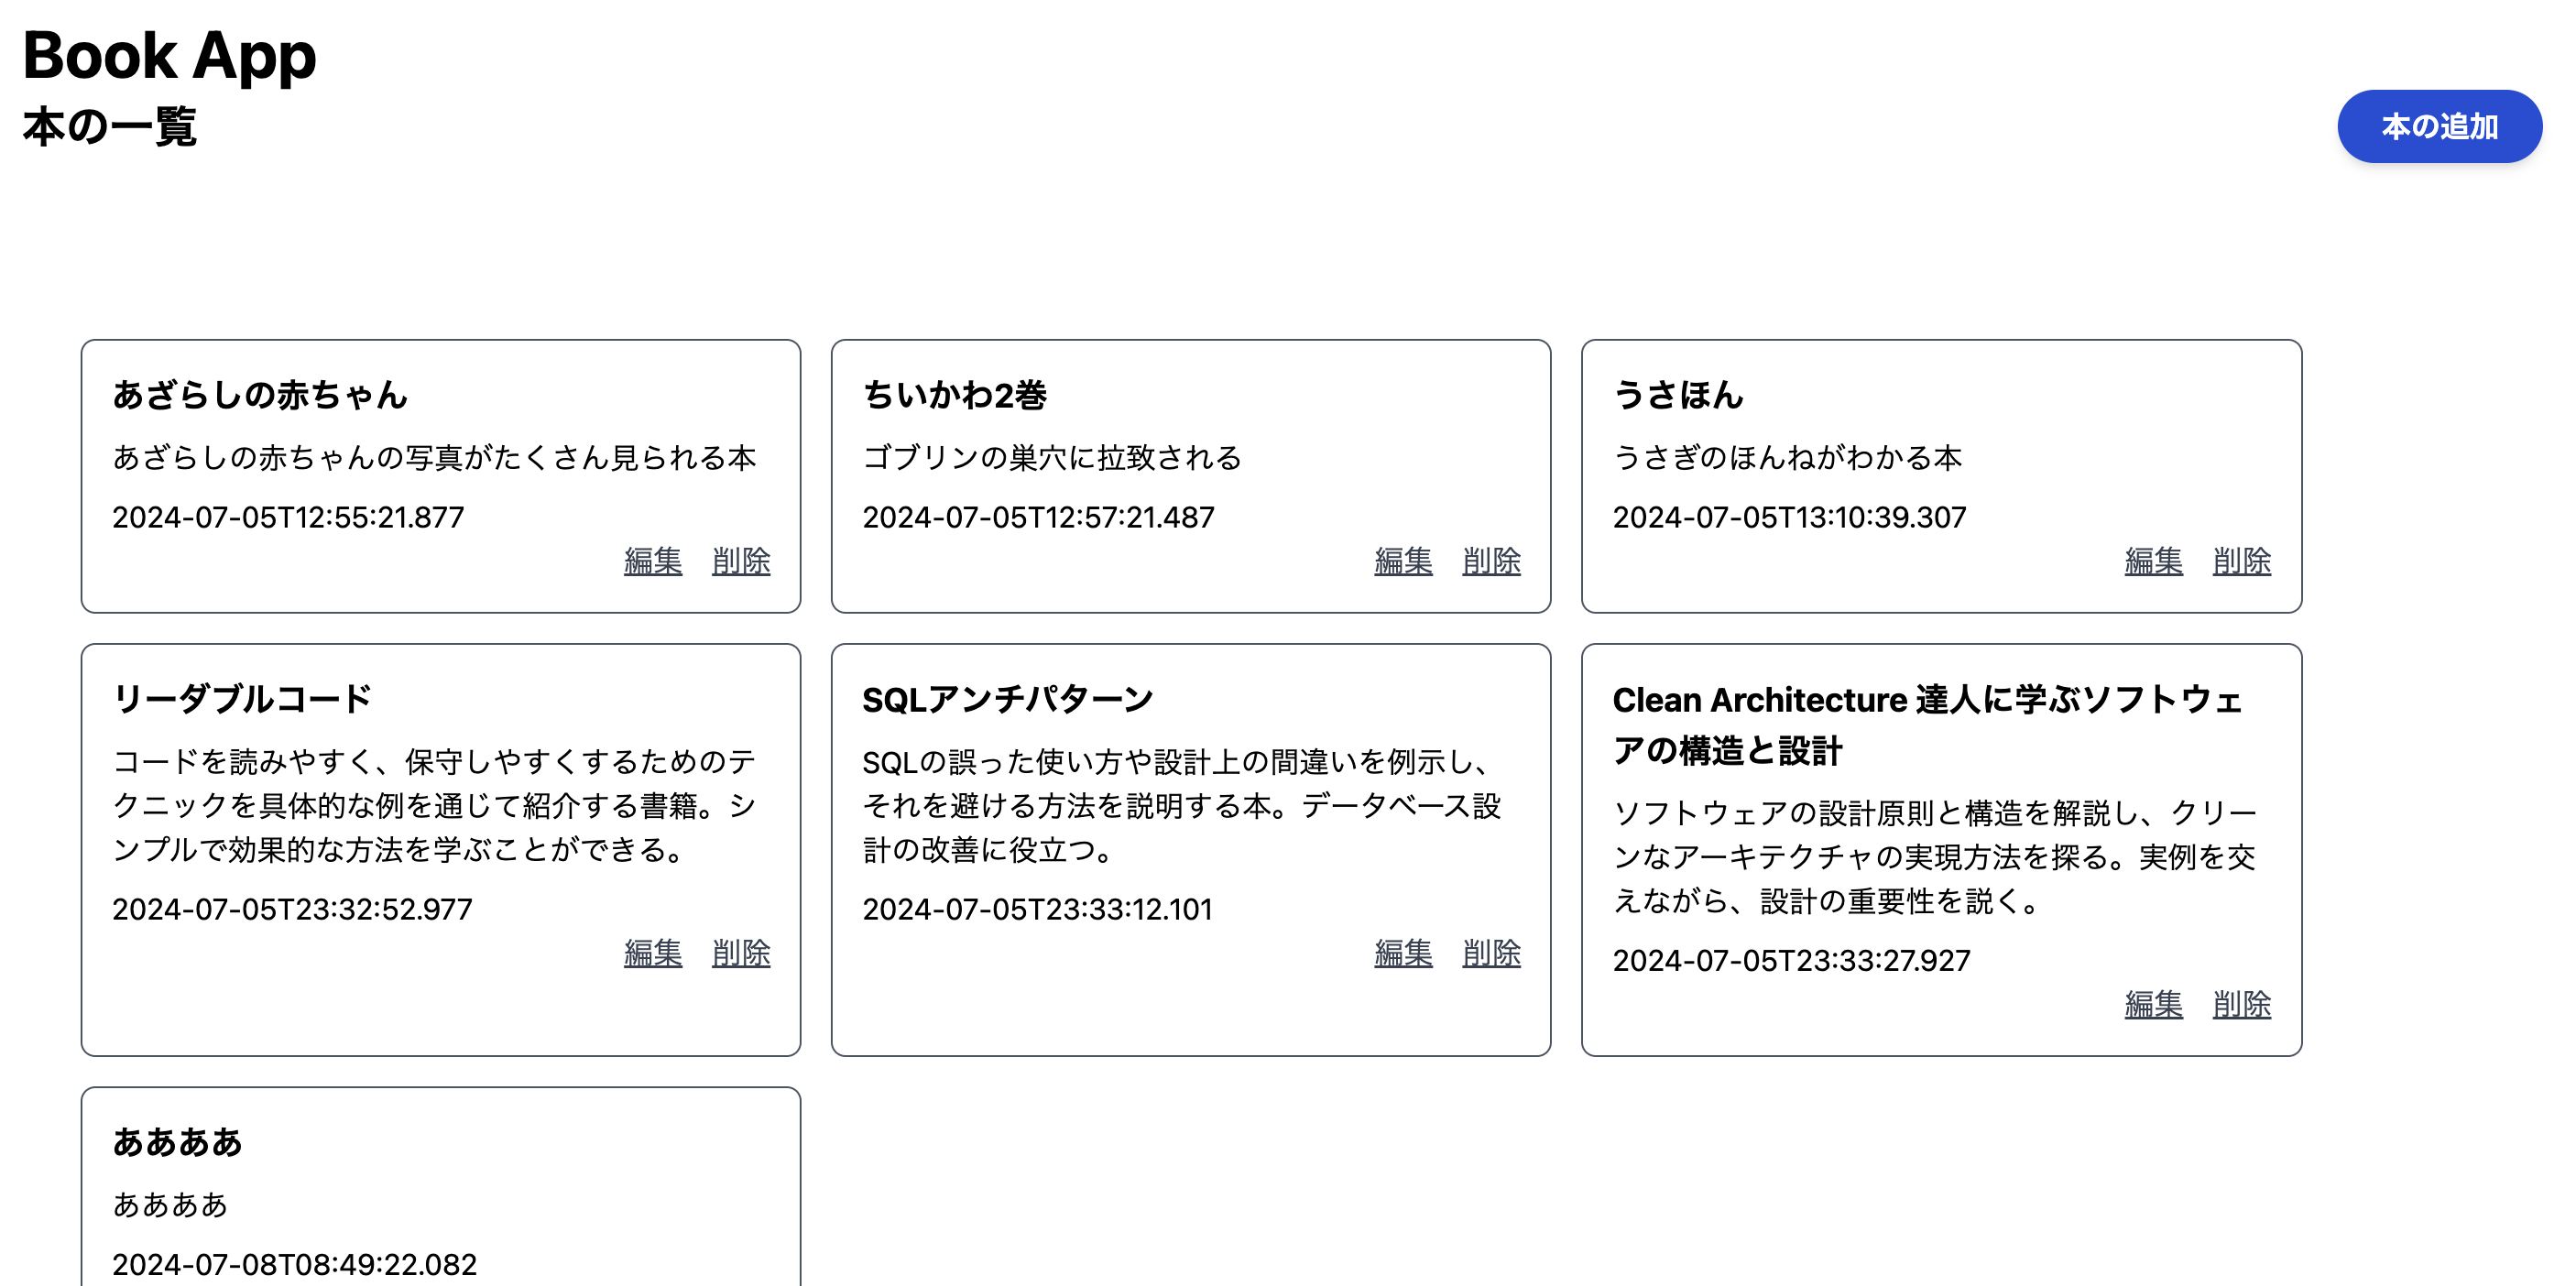 Book App
本の一覧
本の追加
あざらしの赤ちゃん
あざらしの赤ちゃんの写真がたくさん見られる本
2024-07-05T12:55:21.877
編集 削除
ちいかわ2巻
ゴブリンの巣穴に拉致される
2024-07-05T12:57:21.487
編集 削除
うさほん
うさぎのほんねがわかる本
2024-07-05T13:10:39.307
編集 削除
リーダブルコード
コードを読みやすく、保守しやすくするためのテ
クニックを具体的な例を通じて紹介する書籍。シ
ンプルで効果的な方法を学ぶことができる。
2024-07-05T23:32:52.977
編集 削除
SQLアンチパターン
SQLの誤った使い方や設計上の間違いを例示し、
それを避ける方法を説明する本。データベース設
計の改善に役立つ。
2024-07-05T23:33:12.101
編集 削除
Clean Architecture 達人に学ぶソフトウェ
アの構造と設計
ソフトウェアの設計原則と構造を解説し、クリー
ンなアーキテクチャの実現方法を探る。実例を交
えながら、設計の重要性を説く。
2024-07-05T23:33:27.927
編集 削除
ああああ
ああああ
2024-07-08T08:49:22.082